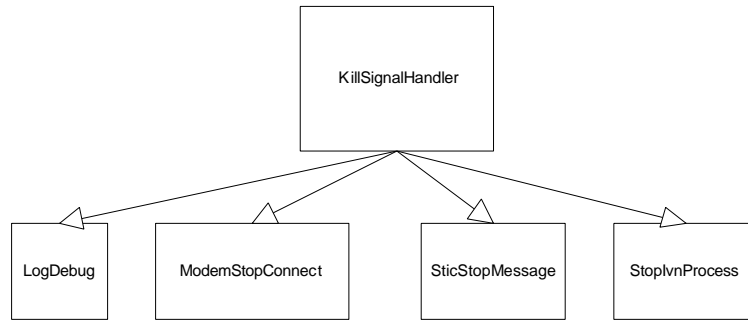 KillSignalHandler
LogDebug
ModemStopConnect
SticStopMessage
StopIvnProcess